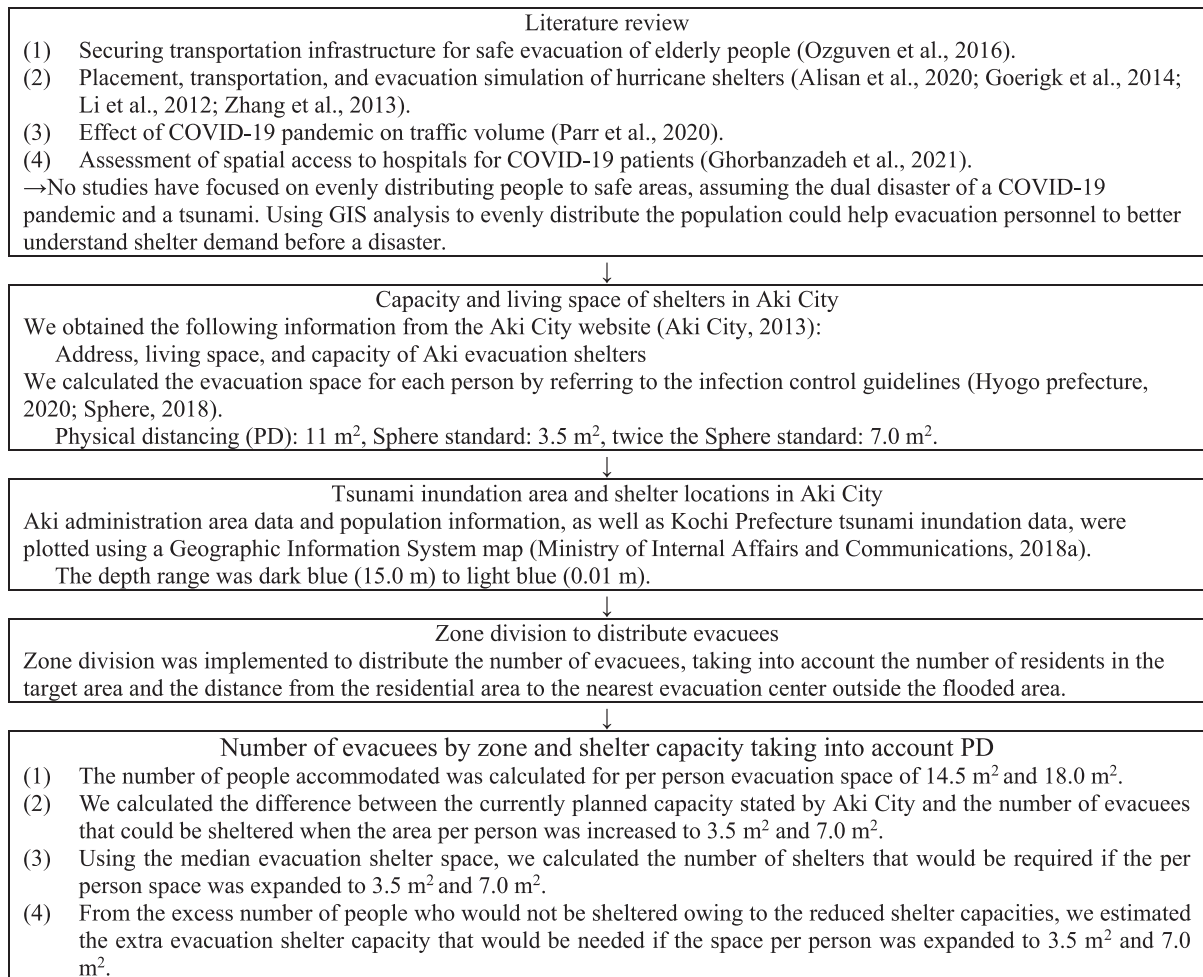 Literature review
(1) Securing transportation infrastructure for safe evacuation of elderly people (Ozguven et al., 2016).
(2) Placement, transportation, and evacuation simulation of hurricane shelters (Alisan et al., 2020; Goerigk et al., 2014;
Li et al., 2012; Zhang et al., 2013).
(3) Effect of COVID-19 pandemic on traffic volume (Parr et al., 2020).
(4) Assessment of spatial access to hospitals for COVID-19 patients (Ghorbanzadeh et al., 2021).
→No studies have focused on evenly distributing people to safe areas, assuming the dual disaster of a COVID-19
pandemic and a tsunami. Using GIS analysis to evenly distribute the population could help evacuation personnel to better
understand shelter demand before a disaster.
↓
Capacity and living space of shelters in Aki City
We obtained the following information from the Aki City website (Aki City, 2013):
Address, living space, and capacity of Aki evacuation shelters
We calculated the evacuation space for each person by referring to the infection control guidelines (Hyogo prefecture,
2020; Sphere, 2018).
Physical distancing (PD): 11 m², Sphere standard: 3.5 m², twice the Sphere standard: 7.0 m².
↓
Tsunami inundation area and shelter locations in Aki City
Aki administration area data and population information, as well as Kochi Prefecture tsunami inundation data, were
plotted using a Geographic Information System map (Ministry of Internal Affairs and Communications, 2018a).
The depth range was dark blue (15.0 m) to light blue (0.01 m).
↓
Zone division to distribute evacuees
Zone division was implemented to distribute the number of evacuees, taking into account the number of residents in the
target area and the distance from the residential area to the nearest evacuation center outside the flooded area.
↓
Number of evacuees by zone and shelter capacity taking into account PD
(1) The number of people accommodated was calculated for per person evacuation space of 14.5 m² and 18.0 m².
(2) We calculated the difference between the currently planned capacity stated by Aki City and the number of evacuees
that could be sheltered when the area per person was increased to 3.5 m² and 7.0 m².
(3) Using the median evacuation shelter space, we calculated the number of shelters that would be required if the per
person space was expanded to 3.5 m² and 7.0 m².
(4) From the excess number of people who would not be sheltered owing to the reduced shelter capacities, we estimated
the extra evacuation shelter capacity that would be needed if the space per person was expanded to 3.5 m² and 7.0
m².